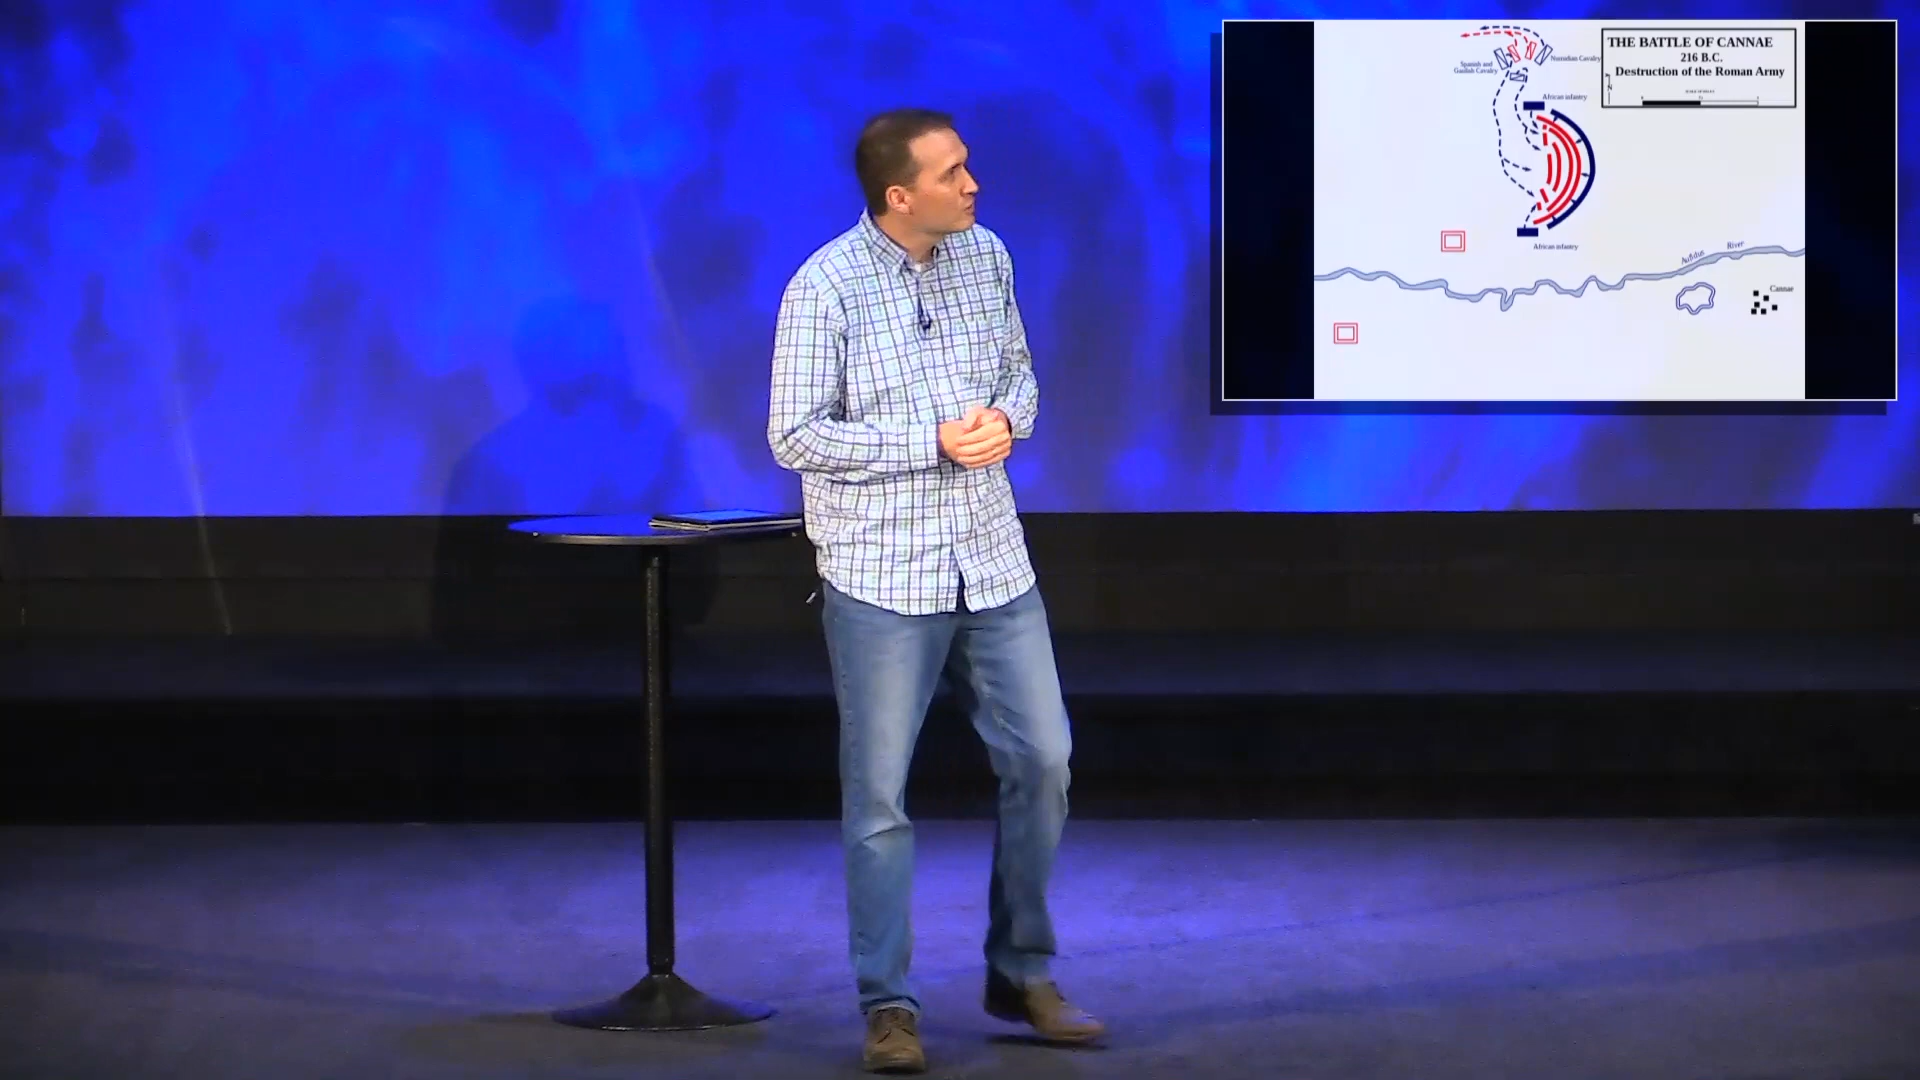 THE BATTLE OF CANNAE
216 B.C.
Destruction of the Roman Army
N
Spanish and
Gaulish Cavalry
Numidian Cavalry
African infantry
African infantry
Aufidus River
Cannae